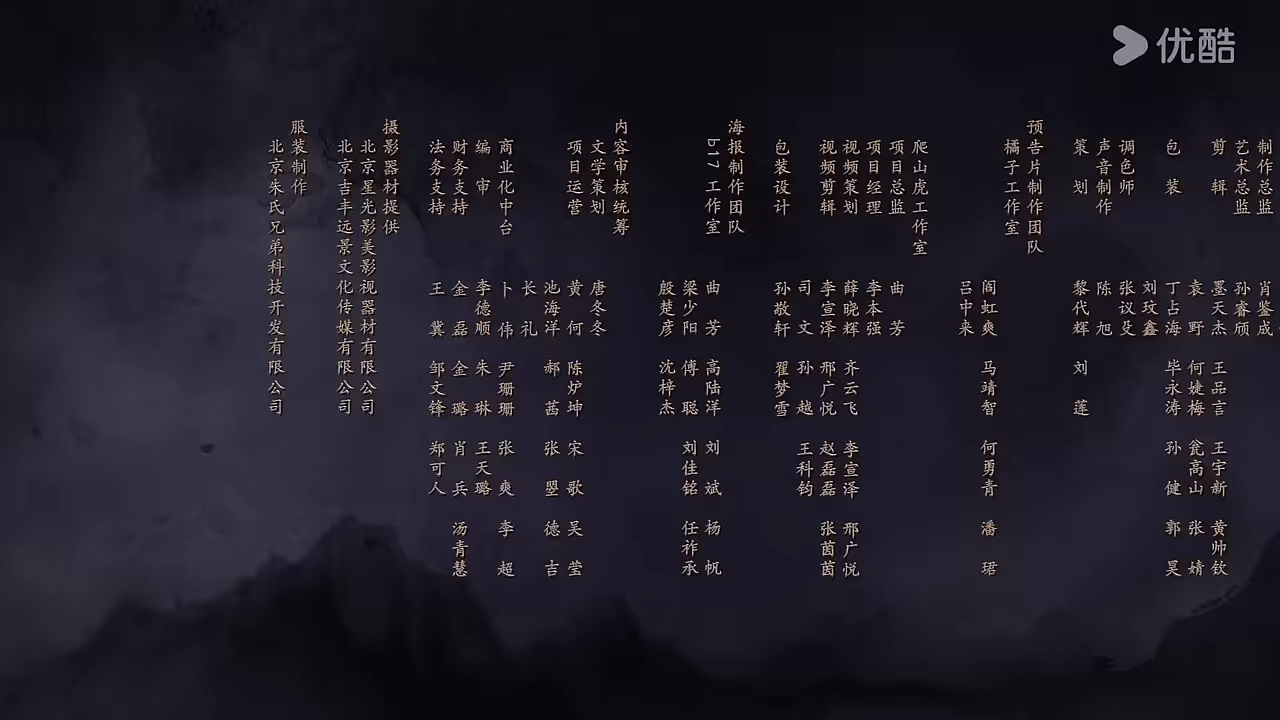 优酷
制作总监 肖鉴成
艺术总监 孙睿颀
剪辑 墨天杰 王品言 王宇新 黄帅钦
袁野 何婕梅 瓮高山 张婧
包装 丁占海 毕永涛 孙健 郭昊
刘玟鑫
调色师 张议殳
声音制作 陈旭
策划 黎代辉 刘莲
预告片制作团队
橘子工作室
阎虹爽 马靖智 何勇青 潘珺
吕中来
爬山虎工作室
项目总监 曲芳
项目经理 李本强
视频策划 薛晓辉 齐云飞 李宣泽 邢广悦
视频剪辑 李宣泽 邢广悦 赵磊磊 张茵茵
司文 孙越 王科钧
包装设计 孙敬轩 翟梦雪
海报制作团队
b17工作室
曲芳 高陆洋 刘斌 杨帆
梁少阳 傅聪 刘佳铭 任祚承
殷楚彦 沈梓杰
内容审核统筹
文学策划 唐冬冬
项目运营 黄何 陈炉坤 宋歌 吴莹
池海洋 郝茜 张曌 德吉
长礼
商业化中台 卜伟 尹珊珊 张爽 李超
编审 李德顺 朱琳 王天璐
财务支持 金磊 金璐 肖兵 汤青慧
法务支持 王冀 邹文锋 郑可人
摄影器材提供
北京星光影美影视器材有限公司
北京吉丰远景文化传媒有限公司
服装制作
北京朱氏兄弟科技开发有限公司